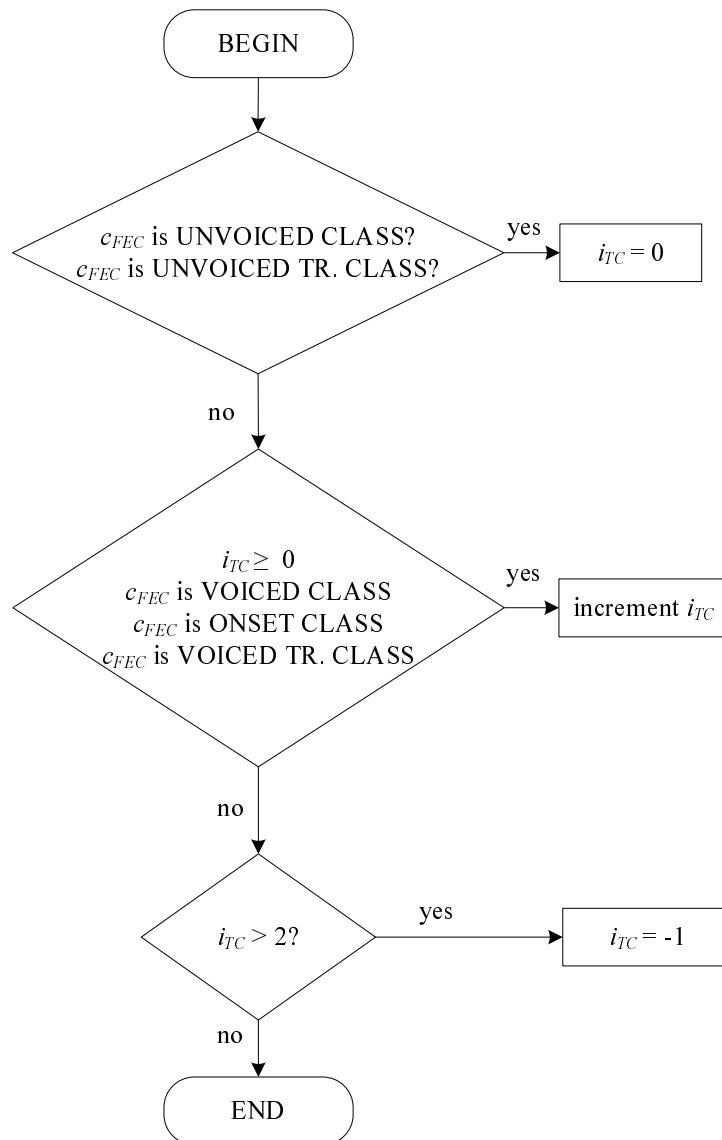 BEGIN
c_FEC is UNVOICED CLASS?
c_FEC is UNVOICED TR. CLASS?
yes
i_TC = 0
no
i_TC ≥ 0
c_FEC is VOICED CLASS
c_FEC is ONSET CLASS
c_FEC is VOICED TR. CLASS
yes
increment i_TC
no
i_TC > 2?
yes
i_TC = -1
no
END